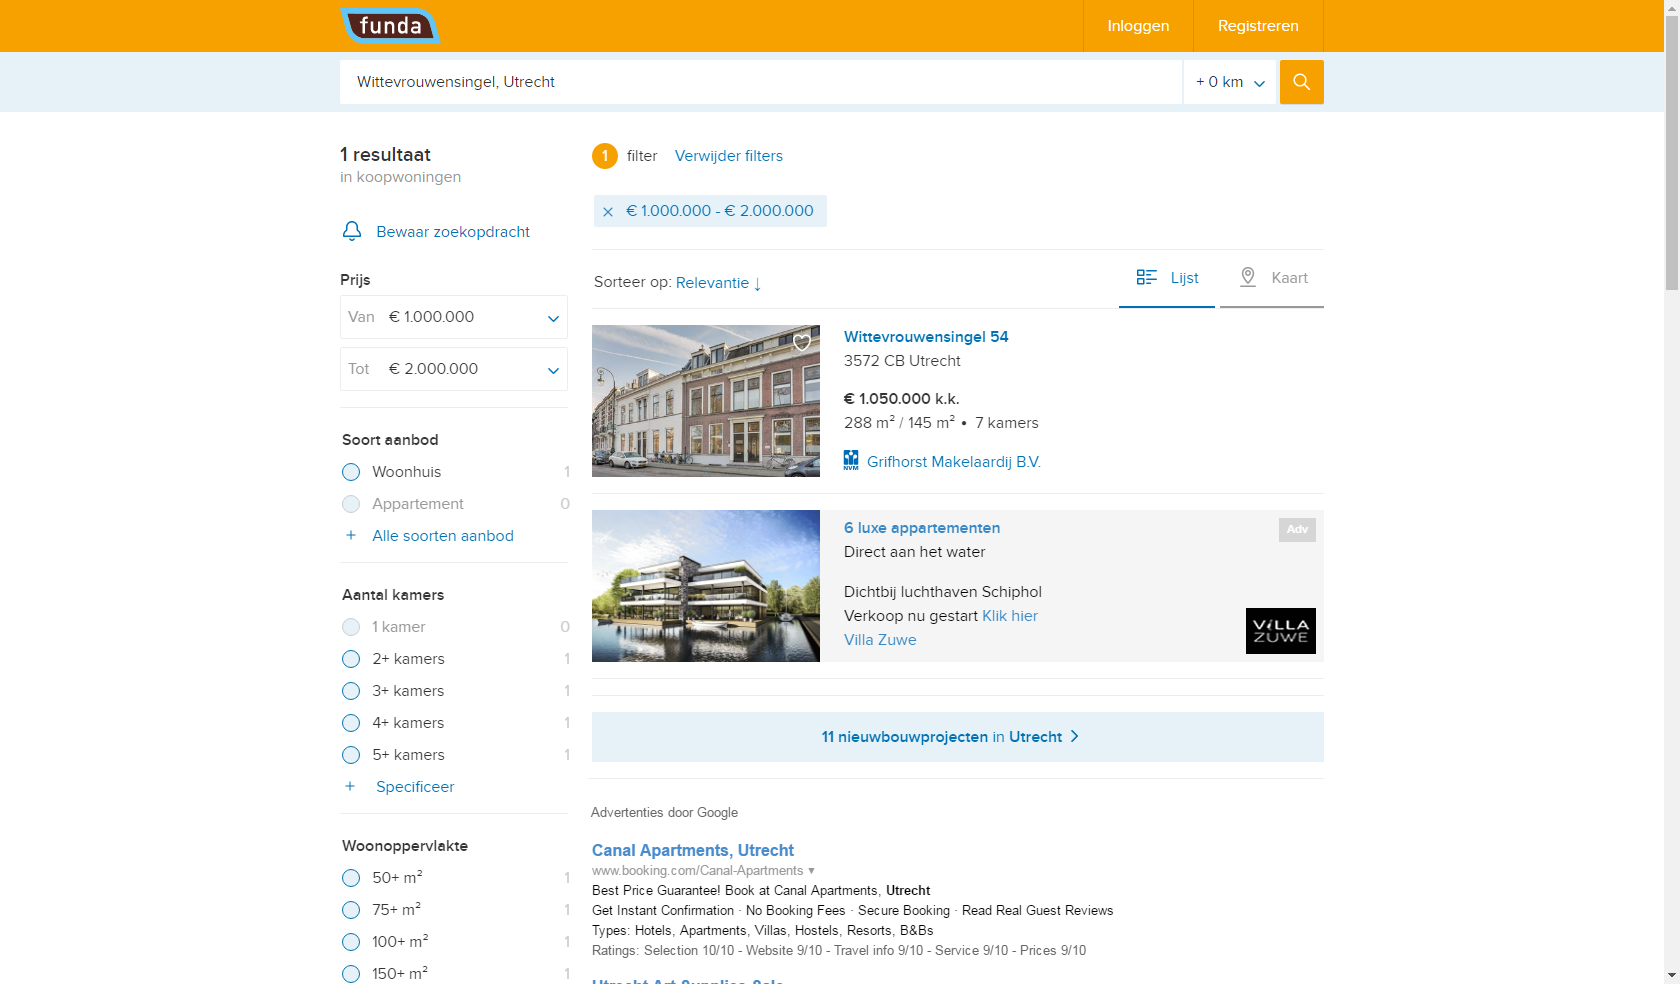 funda
Inloggen
Registreren
Wittevrouwensingel, Utrecht
+ 0 km
1 resultaat
in koopwoningen
Bewaar zoekopdracht
Prijs
Van € 1.000.000
Tot € 2.000.000
Soort aanbod
Woonhuis 1
Appartement 0
+ Alle soorten aanbod
Aantal kamers
1 kamer 0
2+ kamers 1
3+ kamers 1
4+ kamers 1
5+ kamers 1
+ Specificeer
Woonoppervlakte
50+ m² 1
75+ m² 1
100+ m² 1
150+ m² 1
1 filter Verwijder filters
× € 1.000.000 - € 2.000.000
Sorteer op: Relevantie ↓
Lijst
Kaart
Wittevrouwensingel 54
3572 CB Utrecht
€ 1.050.000 k.k.
288 m² / 145 m² • 7 kamers
NVM
Grifhorst Makelaardij B.V.
6 luxe appartementen
Adv
Direct aan het water
Dichtbij luchthaven Schiphol
Verkoop nu gestart Klik hier
Villa Zuwe
VILLA
ZUWE
11 nieuwbouwprojecten in Utrecht >
Advertenties door Google
Canal Apartments, Utrecht
www.booking.com/Canal-Apartments ▾
Best Price Guarantee! Book at Canal Apartments, Utrecht
Get Instant Confirmation · No Booking Fees · Secure Booking · Read Real Guest Reviews
Types: Hotels, Apartments, Villas, Hostels, Resorts, B&Bs
Ratings: Selection 10/10 - Website 9/10 - Travel info 9/10 - Service 9/10 - Prices 9/10
Utrecht Art Supplies Sale